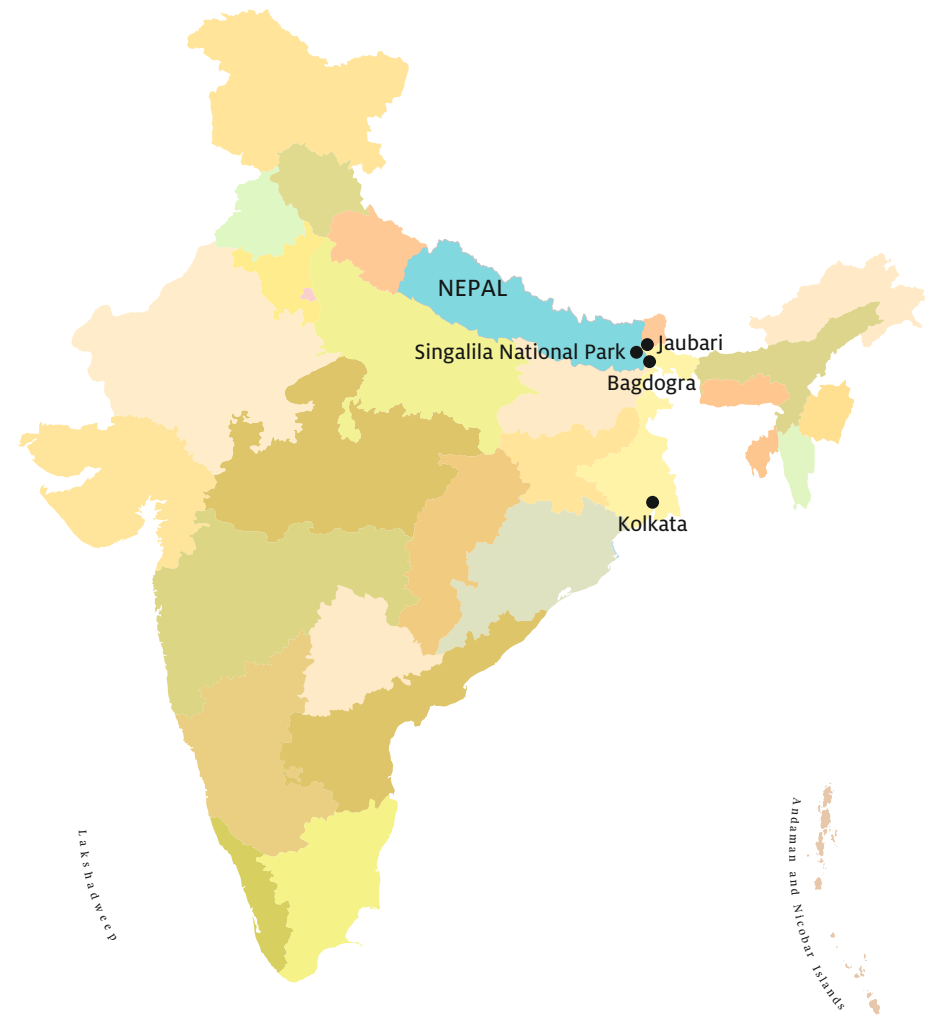 NEPAL
Jaubari
Singalila National Park
Bagdogra
Kolkata
Andaman and Nicobar Islands
Lakshadweep